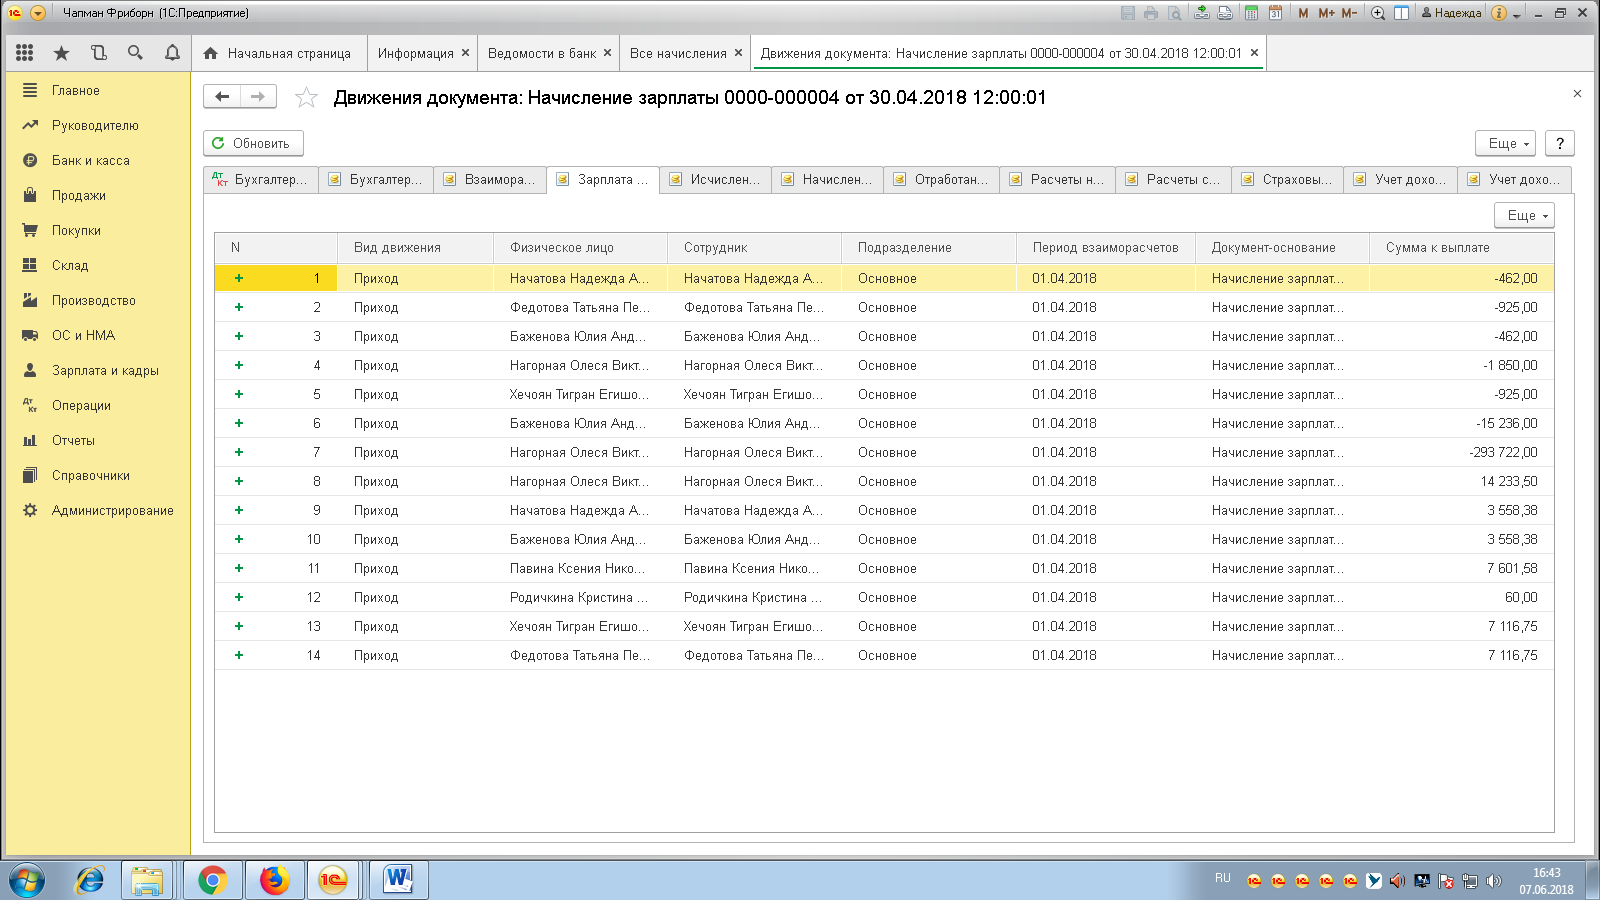 Чапман Фриборн (1С:Предприятие)
M M+ M- Надежда
Начальная страница
Информация
Ведомости в банк
Все начисления
Движения документа: Начисление зарплаты 0000-000004 от 30.04.2018 12:00:01
Главное
Руководителю
Банк и касса
Продажи
Покупки
Склад
Производство
ОС и НМА
Зарплата и кадры
Операции
Отчеты
Справочники
Администрирование
Движения документа: Начисление зарплаты 0000-000004 от 30.04.2018 12:00:01
Обновить
Еще
?
Бухгалтер...
Бухгалтер...
Взаимора...
Зарплата ...
Исчислен...
Начислен...
Отработан...
Расчеты н...
Расчеты с...
Страховы...
Учет дохо...
Учет дохо...
Еще
N Вид движения Физическое лицо Сотрудник Подразделение Период взаиморасчетов Документ-основание Сумма к выплате
1 Приход Начатова Надежда А... Начатова Надежда А... Основное 01.04.2018 Начисление зарплат... -462,00
2 Приход Федотова Татьяна Пе... Федотова Татьяна Пе... Основное 01.04.2018 Начисление зарплат... -925,00
3 Приход Баженова Юлия Анд... Баженова Юлия Анд... Основное 01.04.2018 Начисление зарплат... -462,00
4 Приход Нагорная Олеся Викт... Нагорная Олеся Викт... Основное 01.04.2018 Начисление зарплат... -1 850,00
5 Приход Хечоян Тигран Егишо... Хечоян Тигран Егишо... Основное 01.04.2018 Начисление зарплат... -925,00
6 Приход Баженова Юлия Анд... Баженова Юлия Анд... Основное 01.04.2018 Начисление зарплат... -15 236,00
7 Приход Нагорная Олеся Викт... Нагорная Олеся Викт... Основное 01.04.2018 Начисление зарплат... -293 722,00
8 Приход Нагорная Олеся Викт... Нагорная Олеся Викт... Основное 01.04.2018 Начисление зарплат... 14 233,50
9 Приход Начатова Надежда А... Начатова Надежда А... Основное 01.04.2018 Начисление зарплат... 3 558,38
10 Приход Баженова Юлия Анд... Баженова Юлия Анд... Основное 01.04.2018 Начисление зарплат... 3 558,38
11 Приход Павина Ксения Нико... Павина Ксения Нико... Основное 01.04.2018 Начисление зарплат... 7 601,58
12 Приход Родичкина Кристина ... Родичкина Кристина ... Основное 01.04.2018 Начисление зарплат... 60,00
13 Приход Хечоян Тигран Егишо... Хечоян Тигран Егишо... Основное 01.04.2018 Начисление зарплат... 7 116,75
14 Приход Федотова Татьяна Пе... Федотова Татьяна Пе... Основное 01.04.2018 Начисление зарплат... 7 116,75
RU
16:43
07.06.2018